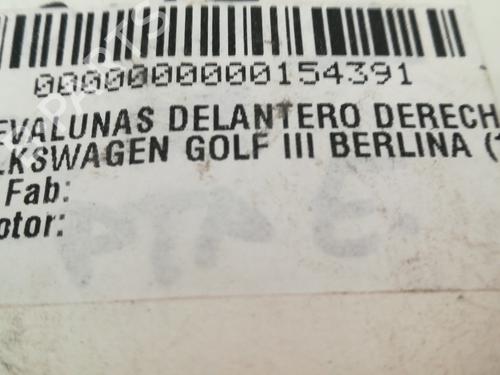 0000000000154391
EVALUNAS DELANTERO DERECH
LKSWAGEN GOLF III BERLINA (1
Fab:
otor: